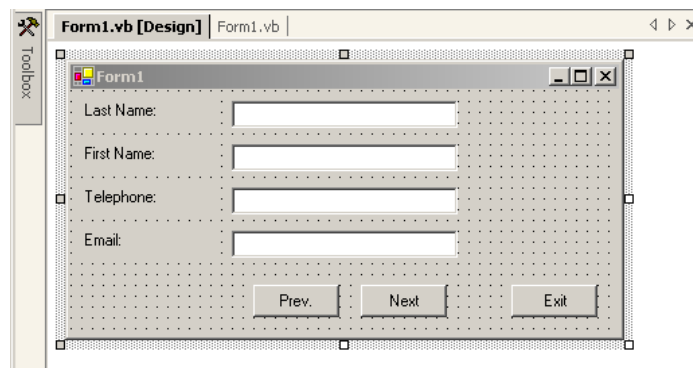 Form1.vb [Design] Form1.vb
Toolbox
Form1
Last Name:
First Name:
Telephone:
Email:
Prev. Next Exit